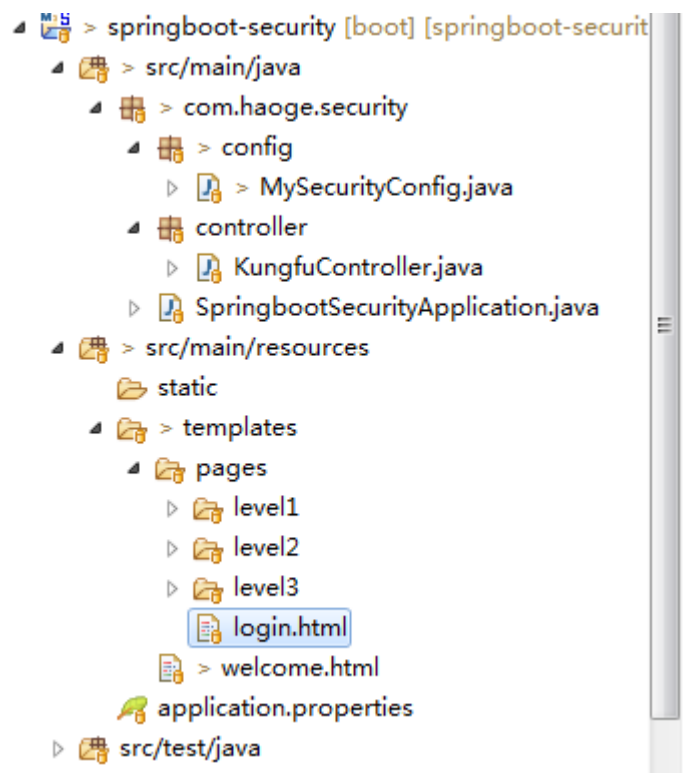 > springboot-security [boot] [springboot-securit
> src/main/java
> com.haoge.security
> config
> MySecurityConfig.java
controller
KungfuController.java
SpringbootSecurityApplication.java
> src/main/resources
static
> templates
pages
level1
level2
level3
login.html
> welcome.html
application.properties
src/test/java